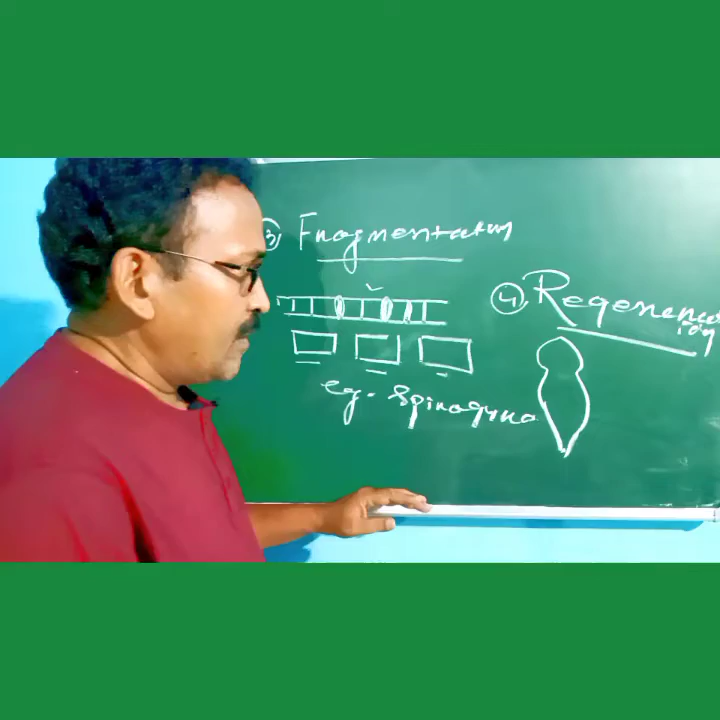 ③ Fragmentation
④ Regeneration
eg. Spirogyra